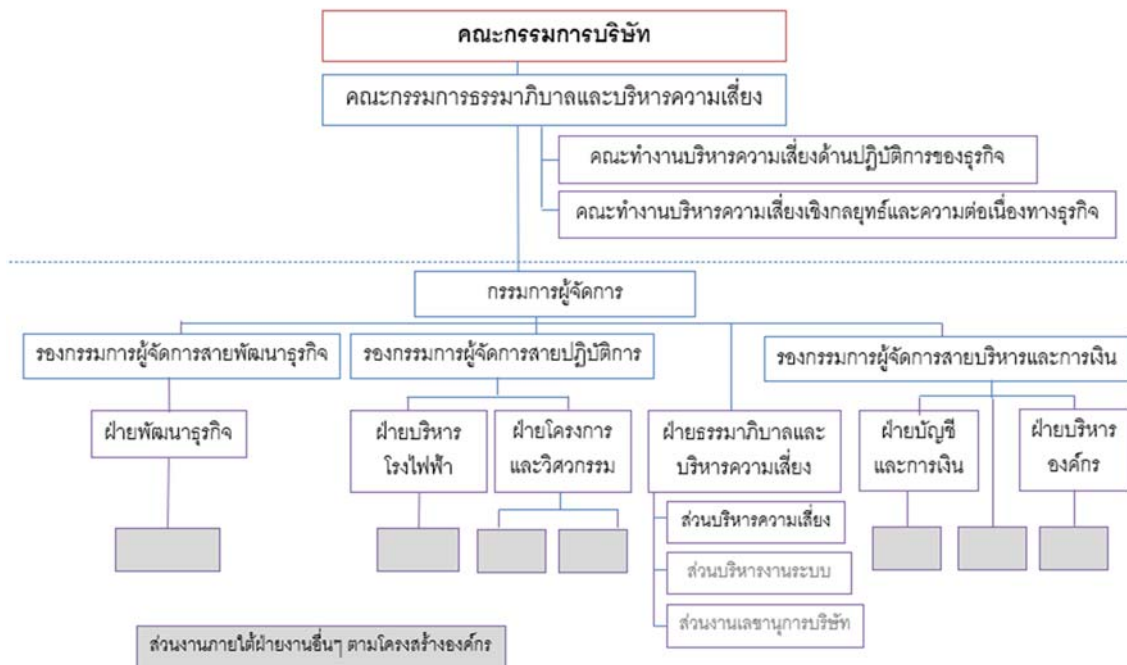 คณะกรรมการบริษัท
คณะกรรมการธรรมาภิบาลและบริหารความเสี่ยง
คณะทำงานบริหารความเสี่ยงด้านปฏิบัติการของธุรกิจ
คณะทำงานบริหารความเสี่ยงเชิงกลยุทธ์และความต่อเนื่องทางธุรกิจ
กรรมการผู้จัดการ
รองกรรมการผู้จัดการสายพัฒนาธุรกิจ
รองกรรมการผู้จัดการสายปฏิบัติการ
รองกรรมการผู้จัดการสายบริหารและการเงิน
ฝ่ายพัฒนาธุรกิจ
ฝ่ายบริหาร
โรงไฟฟ้า
ฝ่ายโครงการ
และวิศวกรรม
ฝ่ายธรรมาภิบาลและ
บริหารความเสี่ยง
ฝ่ายบัญชี
และการเงิน
ฝ่ายบริหาร
องค์กร
ส่วนบริหารความเสี่ยง
ส่วนบริหารงานระบบ
ส่วนงานเลขานุการบริษัท
ส่วนงานภายใต้ฝ่ายงานอื่นๆ ตามโครงสร้างองค์กร